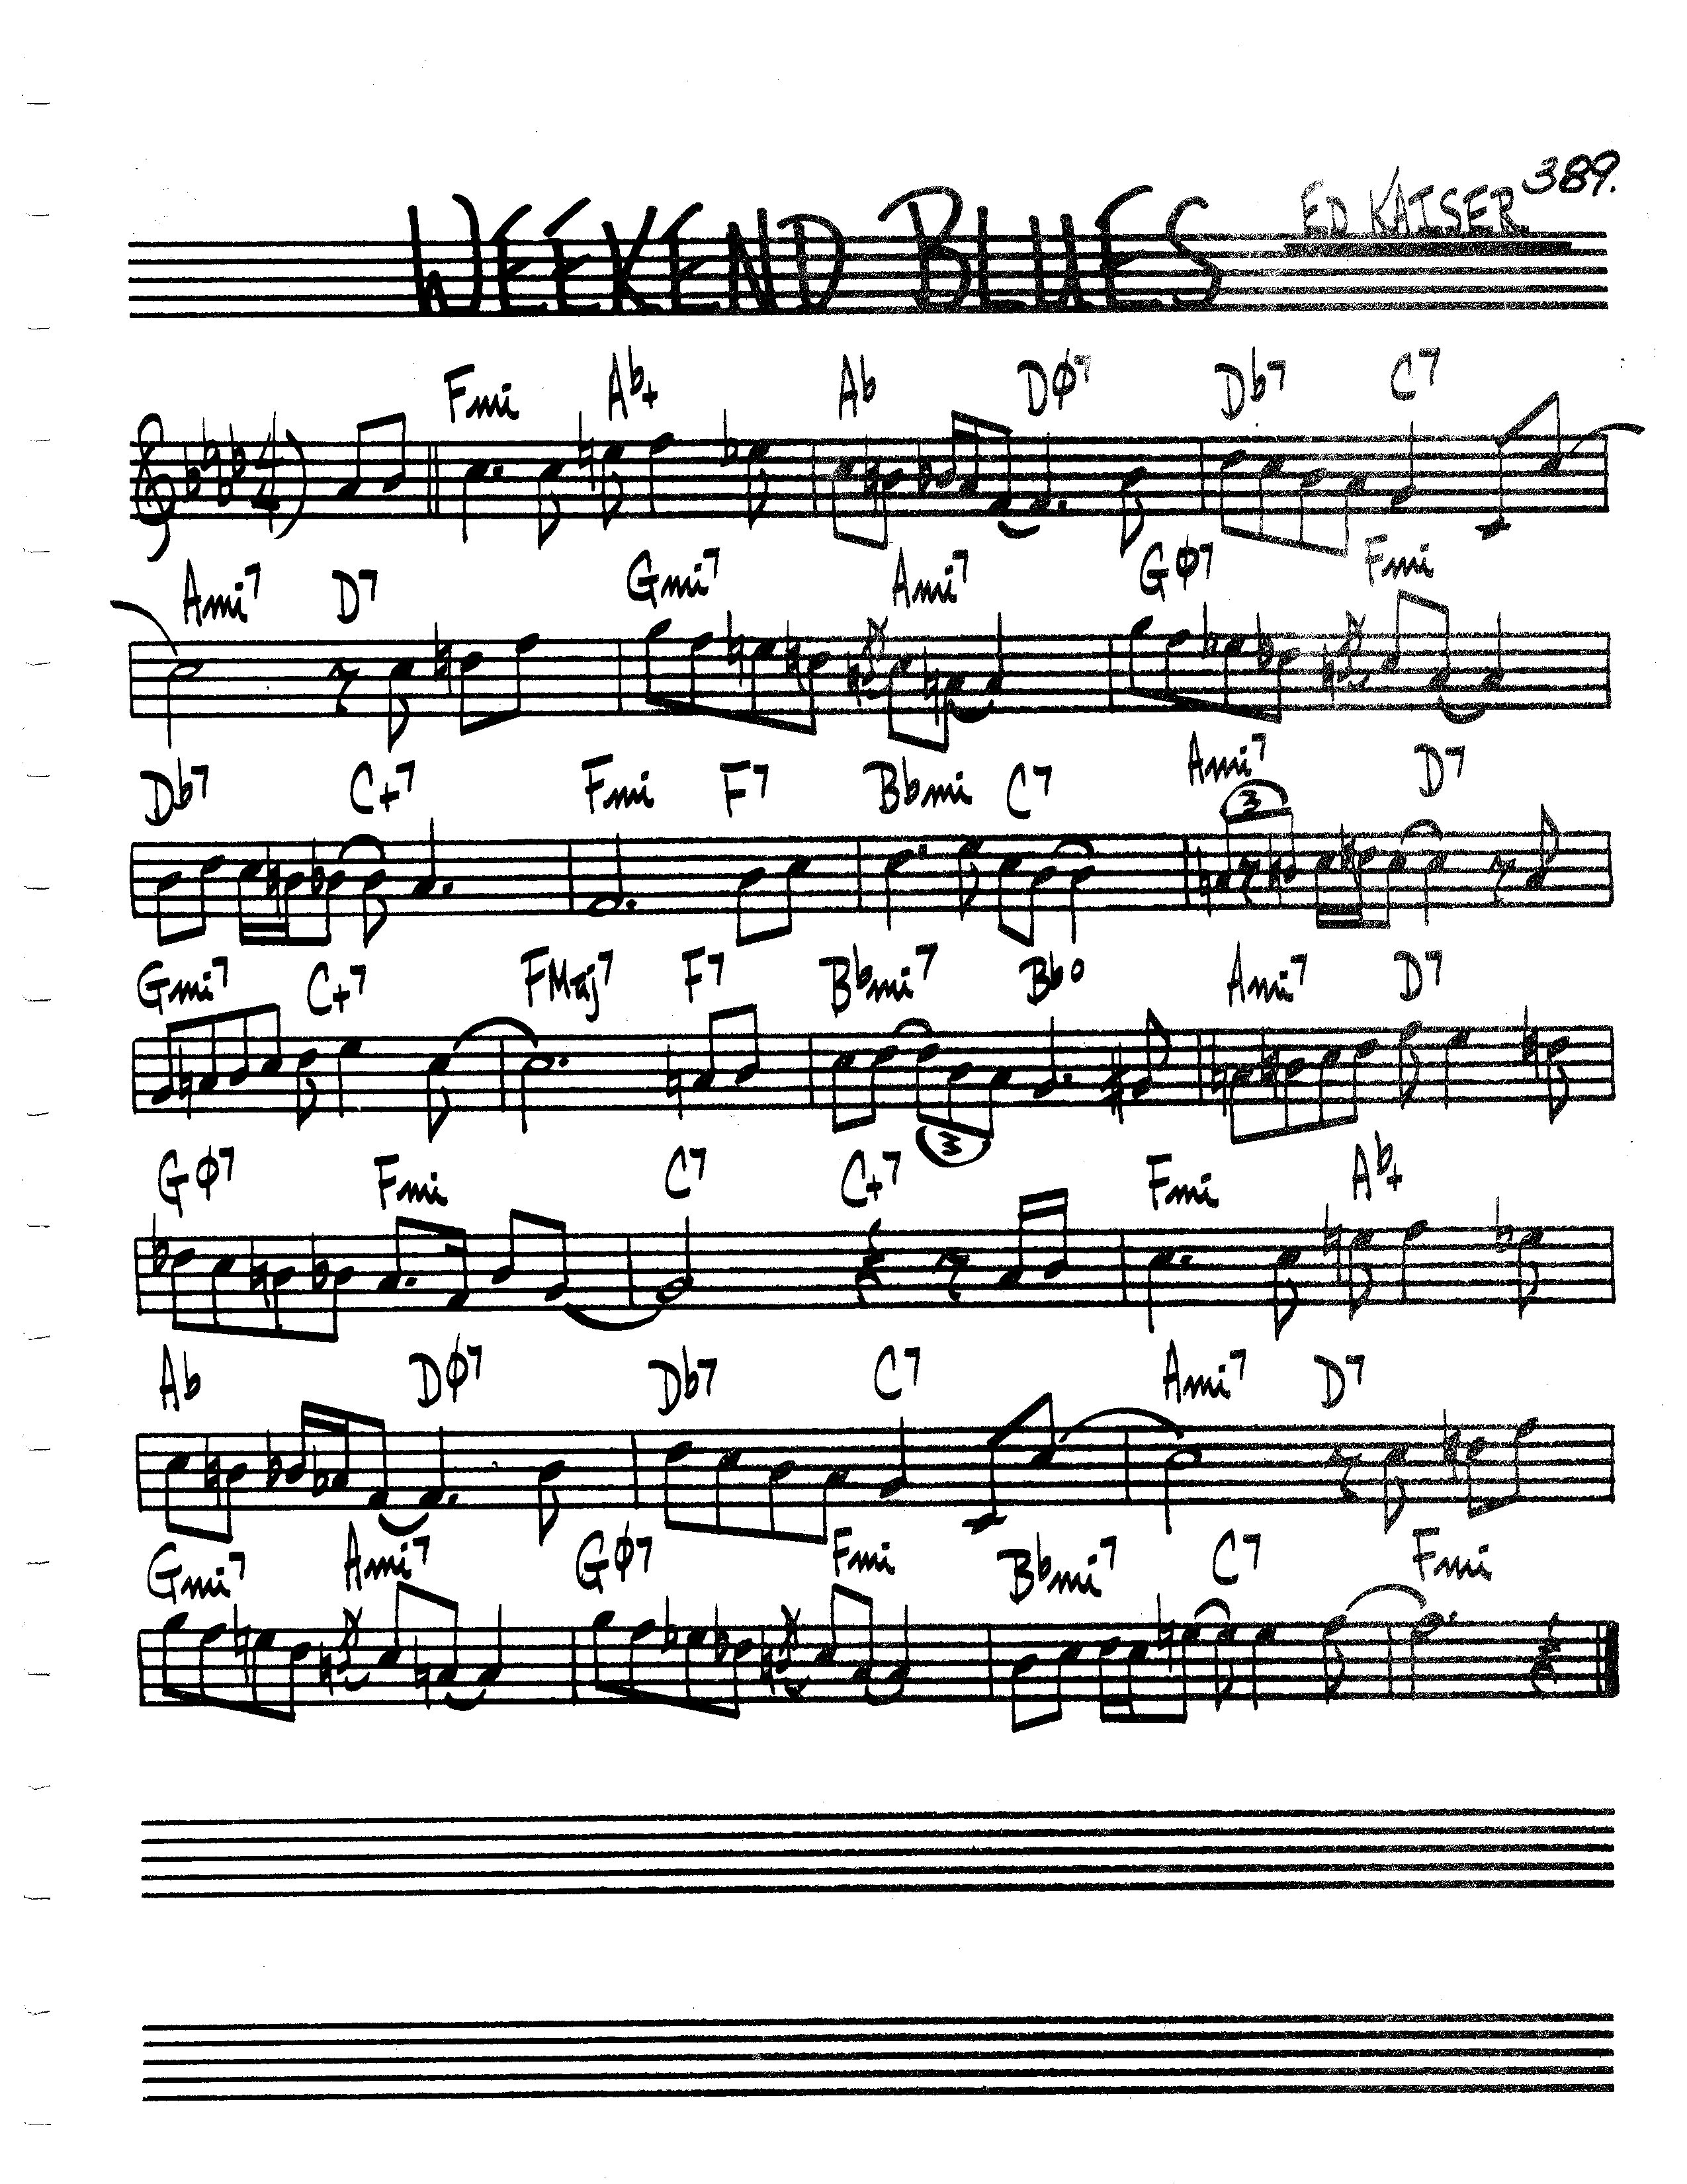 389.
WEEKEND BLUES ED KAISER
Fmi Ab+ Ab DØ7 Db7 C7
4
Ami7 D7 Gmi7 Ami7 GØ7 Fmi
Db7 C+7 Fmi F7 Bbmi C7 Ami7 D7
3
Gmi7 C+7 FMaj7 F7 Bbmi7 Bbo Ami7 D7
3
GØ7 Fmi C7 C+7 Fmi Ab+
Ab DØ7 Db7 C7 Ami7 D7
Gmi7 Ami7 GØ7 Fmi Bbmi7 C7 Fmi